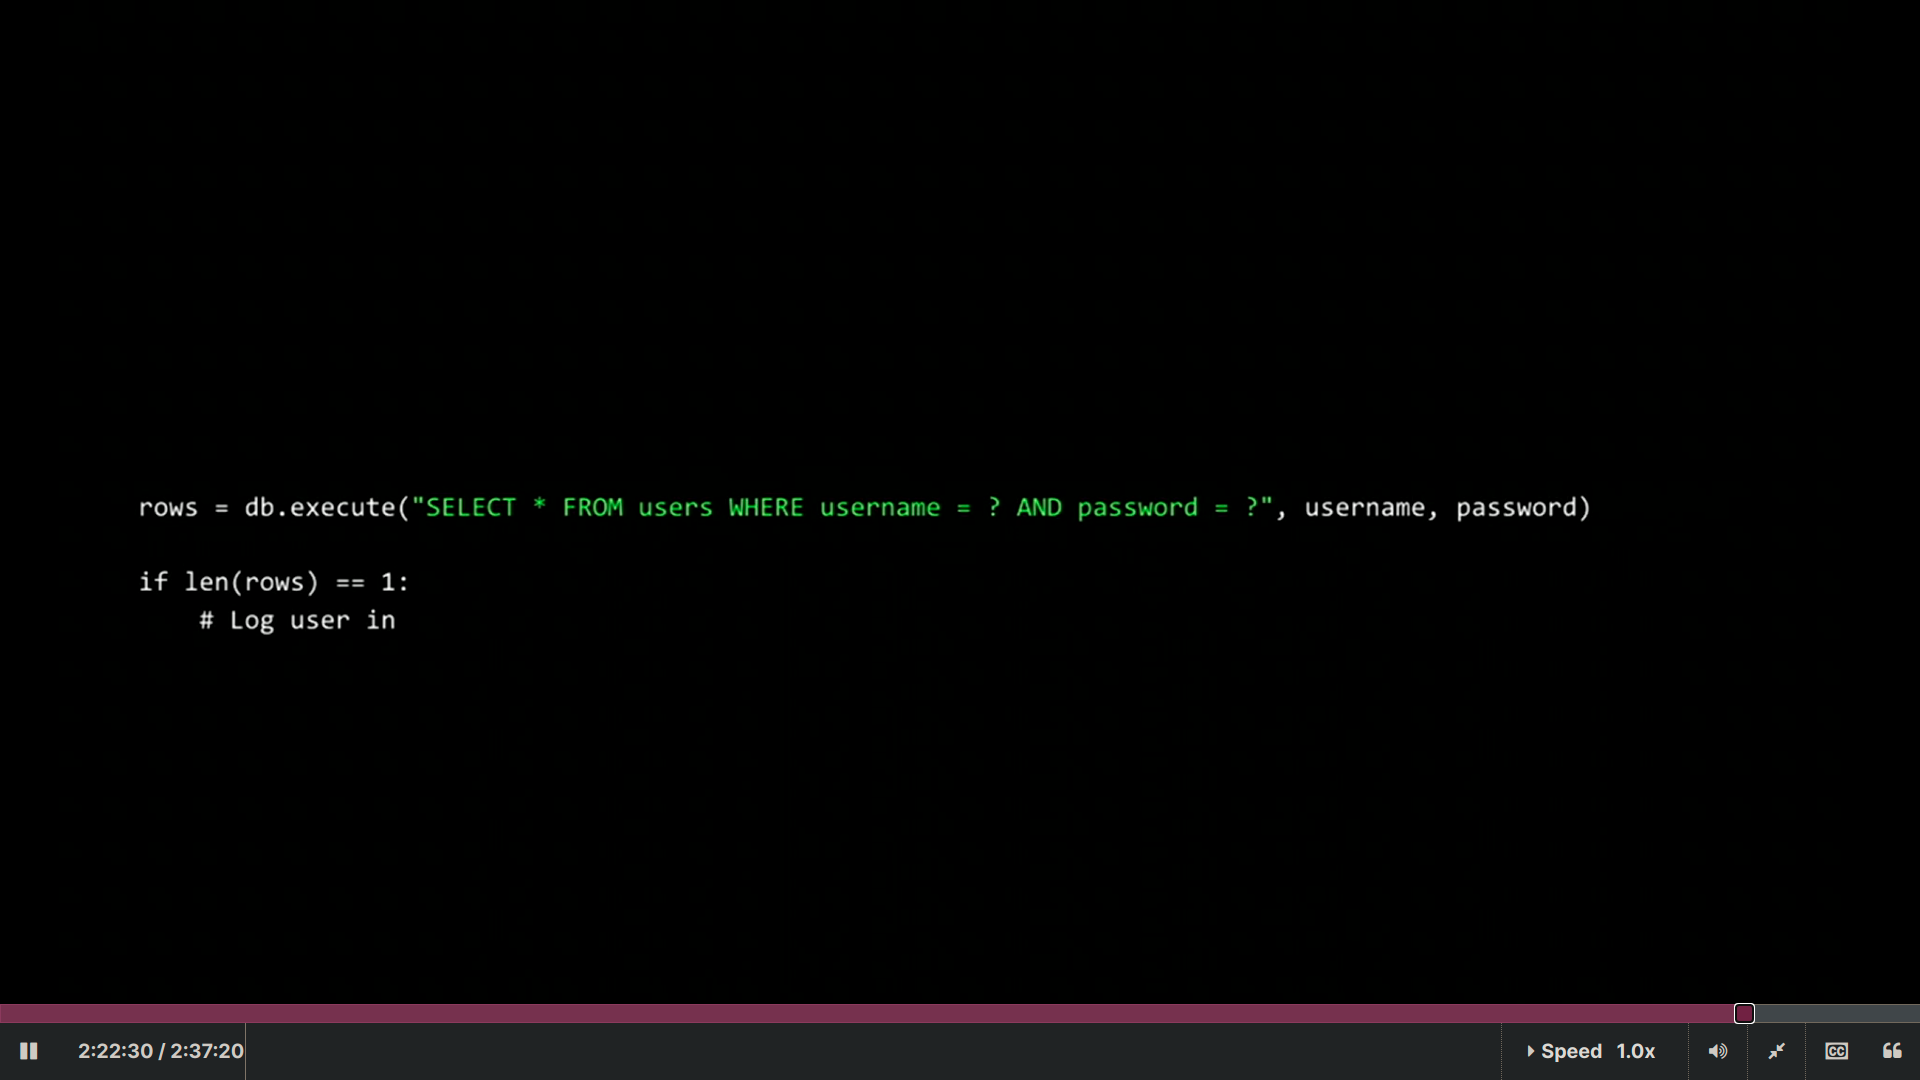 rows = db.execute("SELECT * FROM users WHERE username = ? AND password = ?", username, password)
if len(rows) == 1:
    # Log user in
2:22:30 / 2:37:20
Speed 1.0x
CC